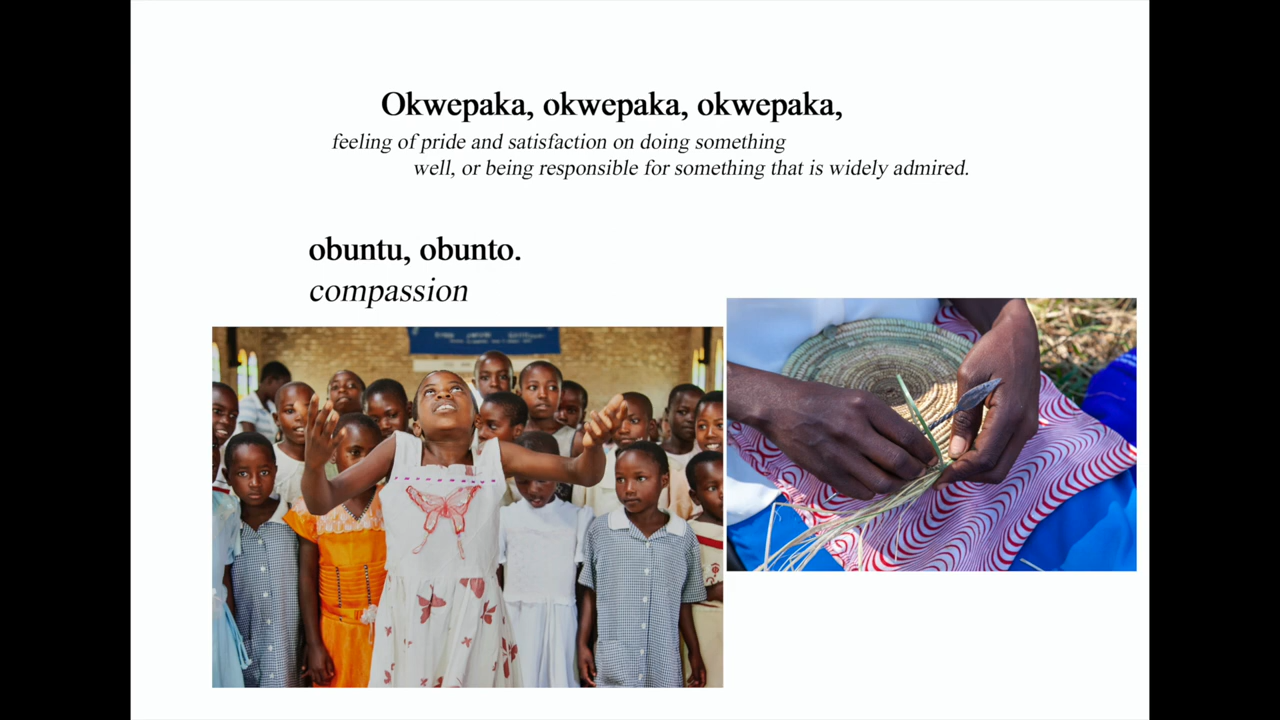 Okwepaka, okwepaka, okwepaka,
feeling of pride and satisfaction on doing something
well, or being responsible for something that is widely admired.
obuntu, obunto.
compassion